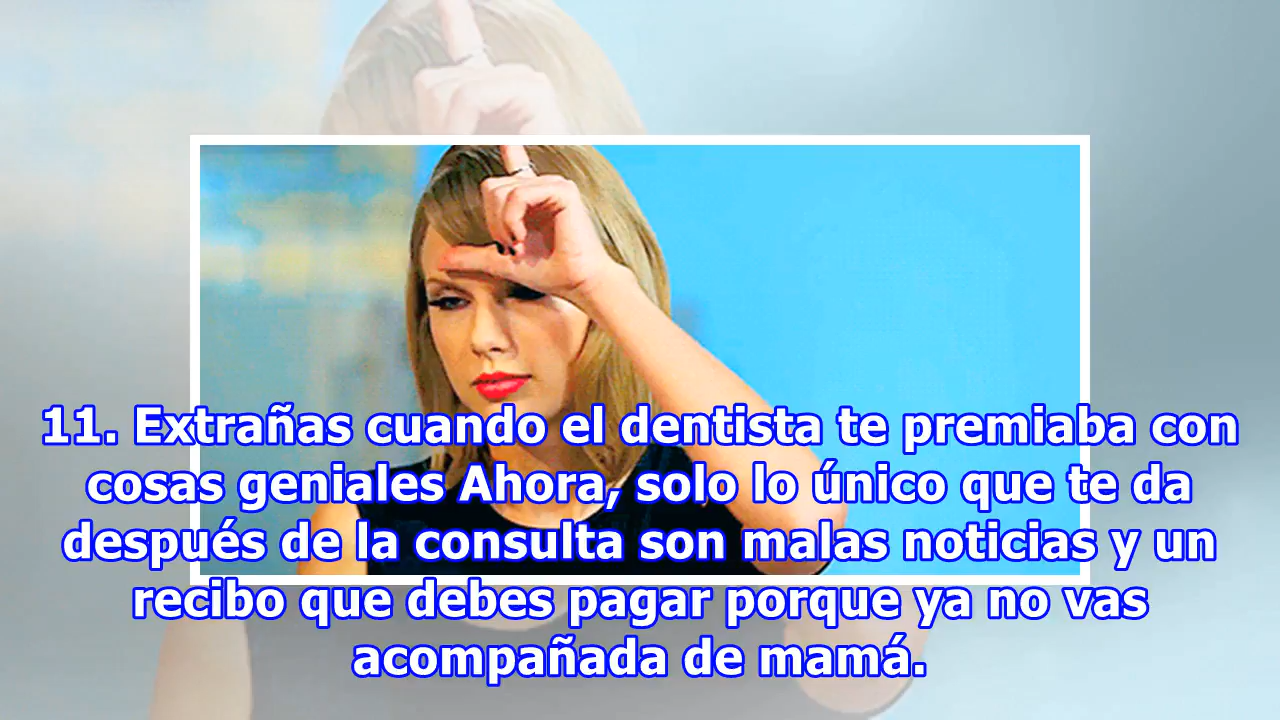 11. Extrañas cuando el dentista te premiaba con
cosas geniales Ahora, solo lo único que te da
después de la consulta son malas noticias y un
recibo que debes pagar porque ya no vas
acompañada de mamá.